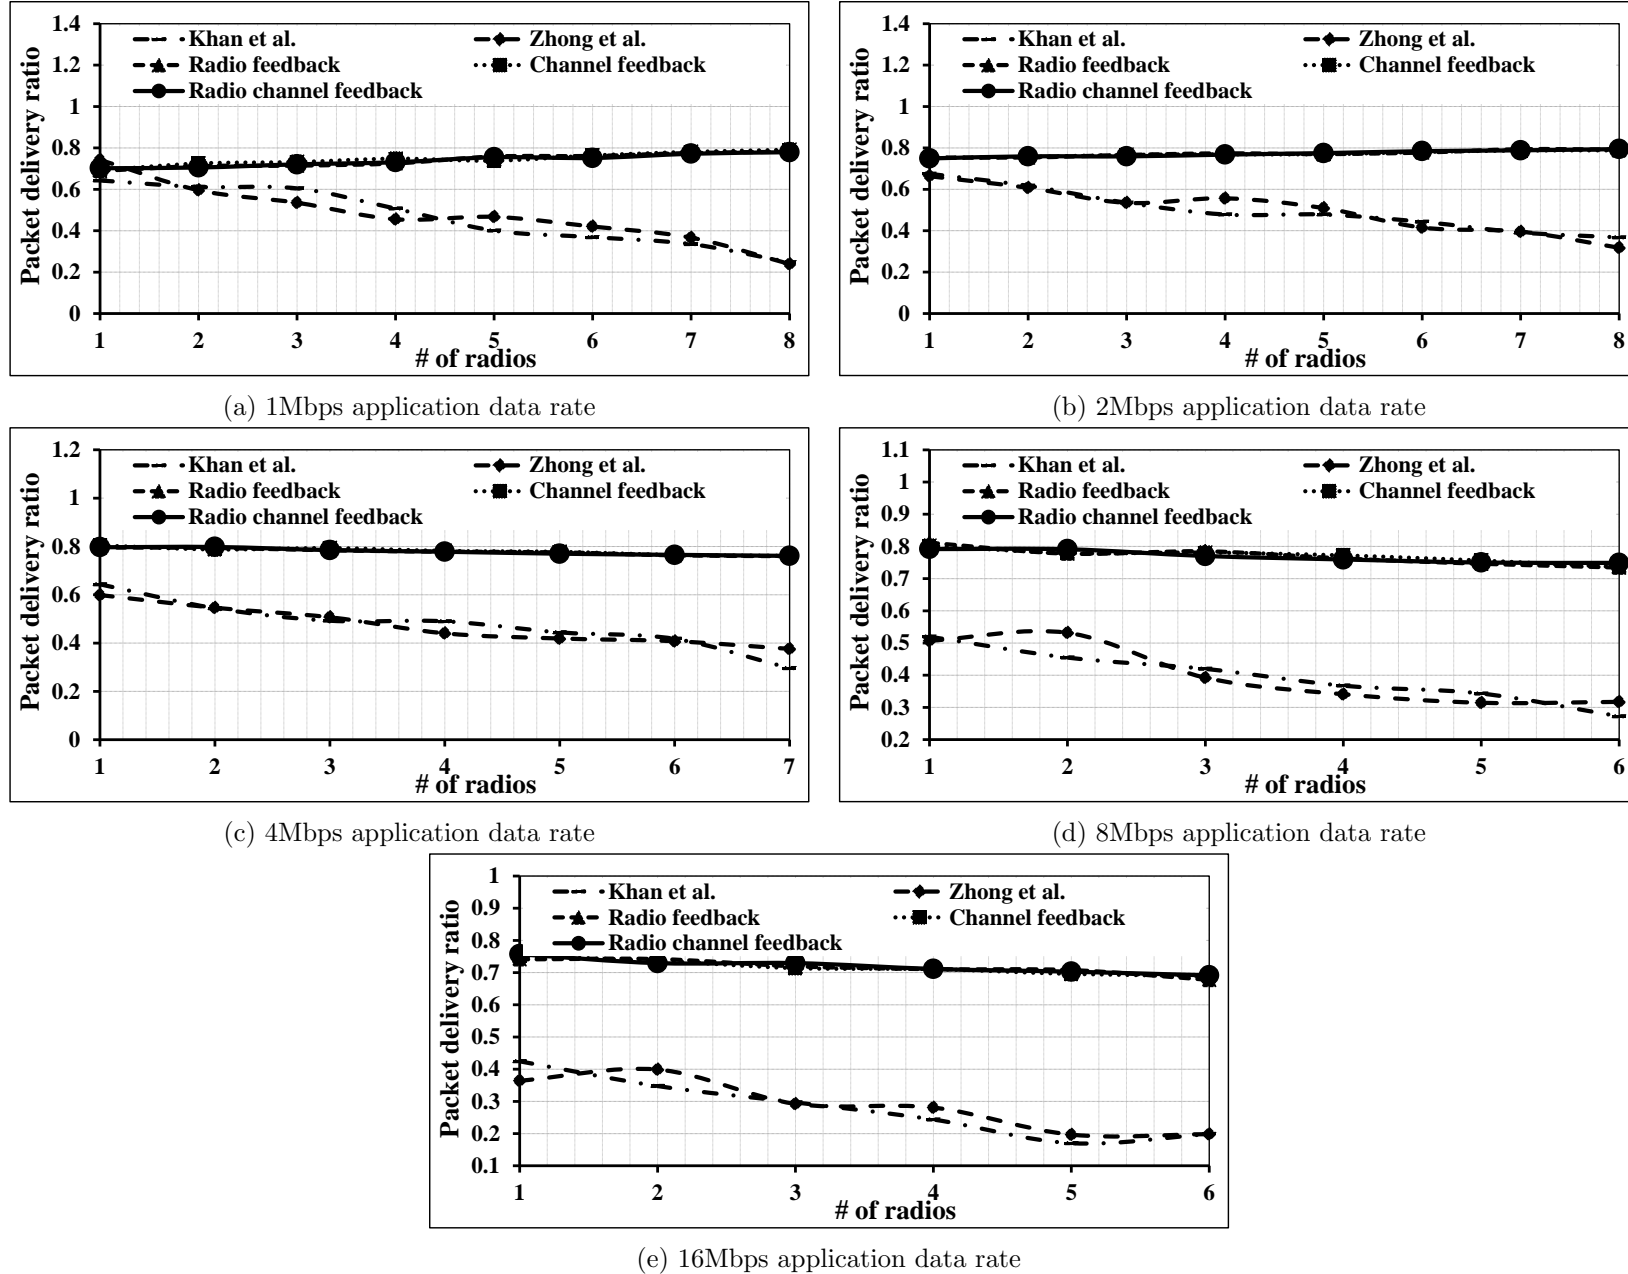 1.4
1.2
1
0.8
0.6
0.4
0.2
0
Packet delivery ratio
Khan et al.
Zhong et al.
Radio feedback
Channel feedback
Radio channel feedback
1 2 3 4 5 6 7 8
# of radios
(a) 1Mbps application data rate
1.4
1.2
1
0.8
0.6
0.4
0.2
0
Packet delivery ratio
Khan et al.
Zhong et al.
Radio feedback
Channel feedback
Radio channel feedback
1 2 3 4 5 6 7 8
# of radios
(b) 2Mbps application data rate
1.2
1
0.8
0.6
0.4
0.2
0
Packet delivery ratio
Khan et al.
Zhong et al.
Radio feedback
Channel feedback
Radio channel feedback
1 2 3 4 5 6 7
# of radios
(c) 4Mbps application data rate
1.1
1
0.9
0.8
0.7
0.6
0.5
0.4
0.3
0.2
Packet delivery ratio
Khan et al.
Zhong et al.
Radio feedback
Channel feedback
Radio channel feedback
1 2 3 4 5 6
# of radios
(d) 8Mbps application data rate
1
0.9
0.8
0.7
0.6
0.5
0.4
0.3
0.2
0.1
Packet delivery ratio
Khan et al.
Zhong et al.
Radio feedback
Channel feedback
Radio channel feedback
1 2 3 4 5 6
# of radios
(e) 16Mbps application data rate